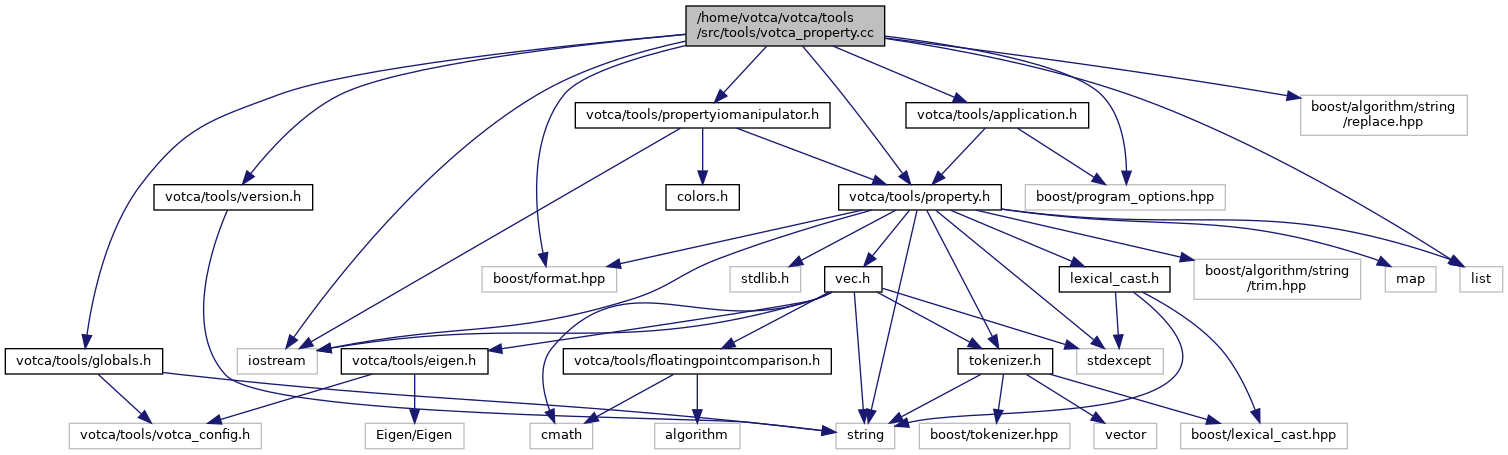 /home/votca/votca/tools
/src/tools/votca_property.cc
votca/tools/propertyiomanipulator.h
votca/tools/application.h
boost/algorithm/string
/replace.hpp
votca/tools/version.h
colors.h
votca/tools/property.h
boost/program_options.hpp
boost/format.hpp
stdlib.h
vec.h
lexical_cast.h
boost/algorithm/string
/trim.hpp
map
list
votca/tools/globals.h
iostream
votca/tools/eigen.h
votca/tools/floatingpointcomparison.h
tokenizer.h
stdexcept
votca/tools/votca_config.h
Eigen/Eigen
cmath
algorithm
string
boost/tokenizer.hpp
vector
boost/lexical_cast.hpp